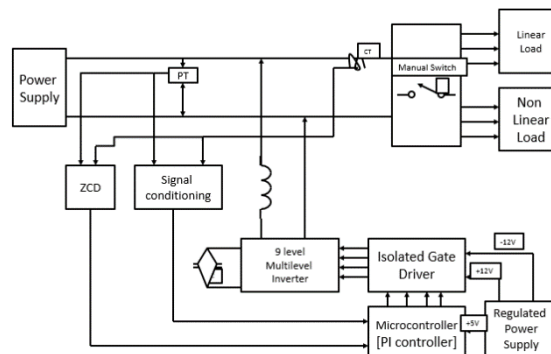 Linear
Load
CT
Manual Switch
Power
Supply
PT
Non
Linear
Load
ZCD
Signal
conditioning
9 level
Multilevel
Inverter
Isolated Gate
Driver
-12V
+12V
Microcontroller
[PI controller]
+5V
Regulated
Power
Supply